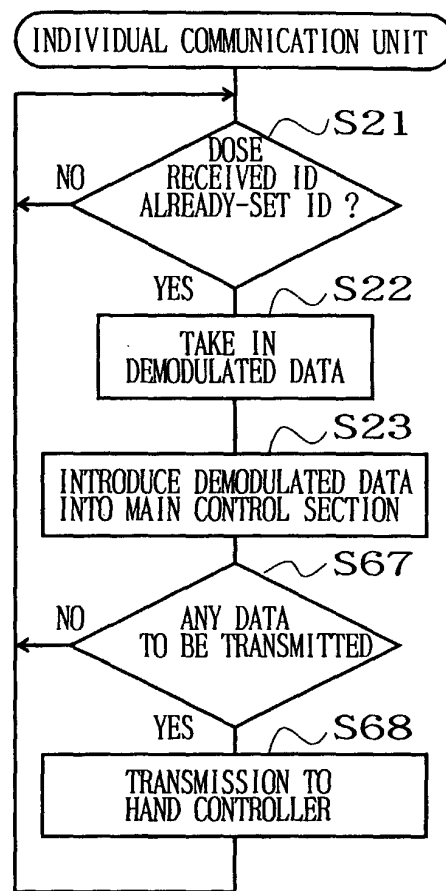 INDIVIDUAL COMMUNICATION UNIT
S21
DOSE
RECEIVED ID
ALREADY-SET ID ?
NO
YES
S22
TAKE IN
DEMODULATED DATA
S23
INTRODUCE DEMODULATED DATA
INTO MAIN CONTROL SECTION
S67
NO
ANY DATA
TO BE TRANSMITTED
YES
S68
TRANSMISSION TO
HAND CONTROLLER